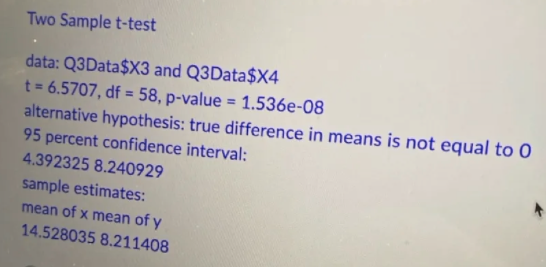 Two Sample t-test
data: Q3Data$X3 and Q3Data$X4
t = 6.5707, df = 58, p-value = 1.536e-08
alternative hypothesis: true difference in means is not equal to 0
95 percent confidence interval:
4.392325 8.240929
sample estimates:
mean of x mean of y
14.528035 8.211408